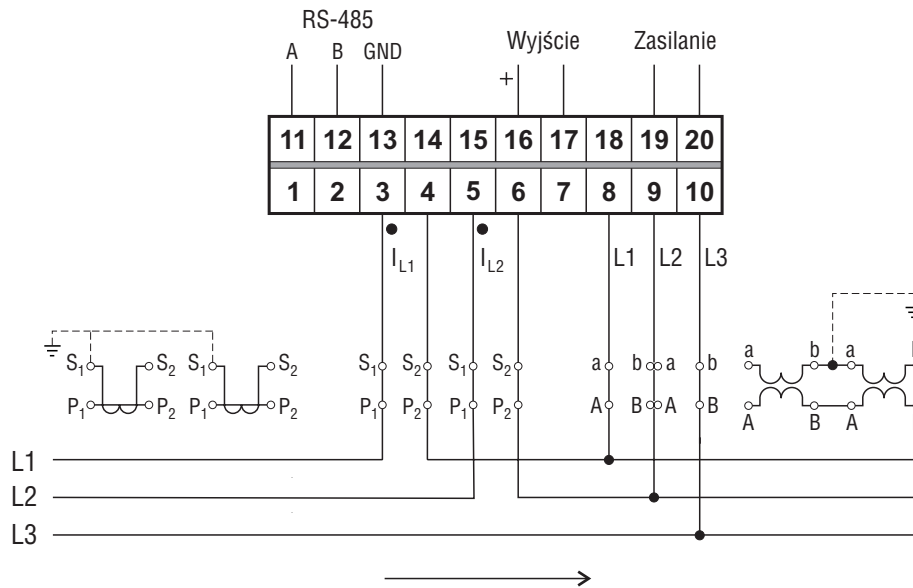 RS-485
A B GND Wyjście Zasilanie
+
11 12 13 14 15 16 17 18 19 20
1 2 3 4 5 6 7 8 9 10
I_L1 I_L2 L1 L2 L3
S₁ S₂ S₁ S₂ S₁ S₂ S₁ S₂ a b a b a b a
P₁ P₂ P₁ P₂ P₁ P₂ P₁ P₂ A B A B A B A
L1
L2
L3